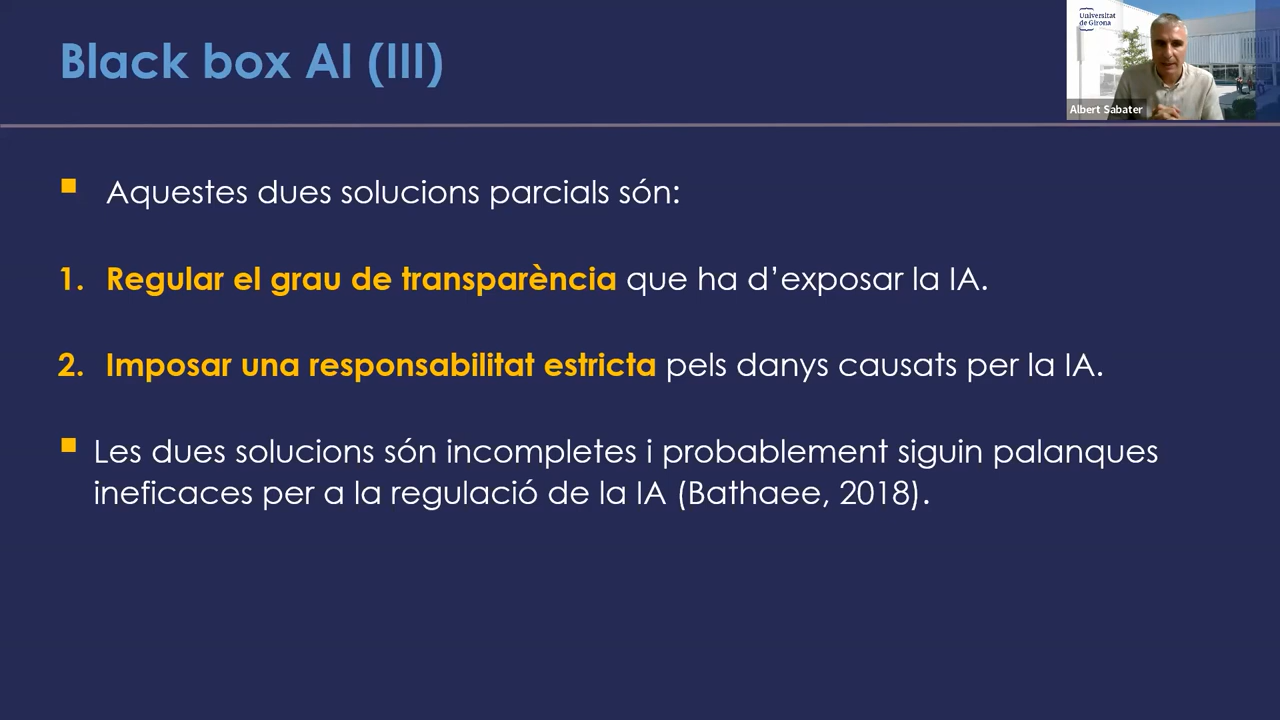 Black box AI (III)
Universitat
de Girona
Albert Sabater
Aquestes dues solucions parcials són:
1. Regular el grau de transparència que ha d’exposar la IA.
2. Imposar una responsabilitat estricta pels danys causats per la IA.
Les dues solucions són incompletes i probablement siguin palanques
ineficaces per a la regulació de la IA (Bathaee, 2018).